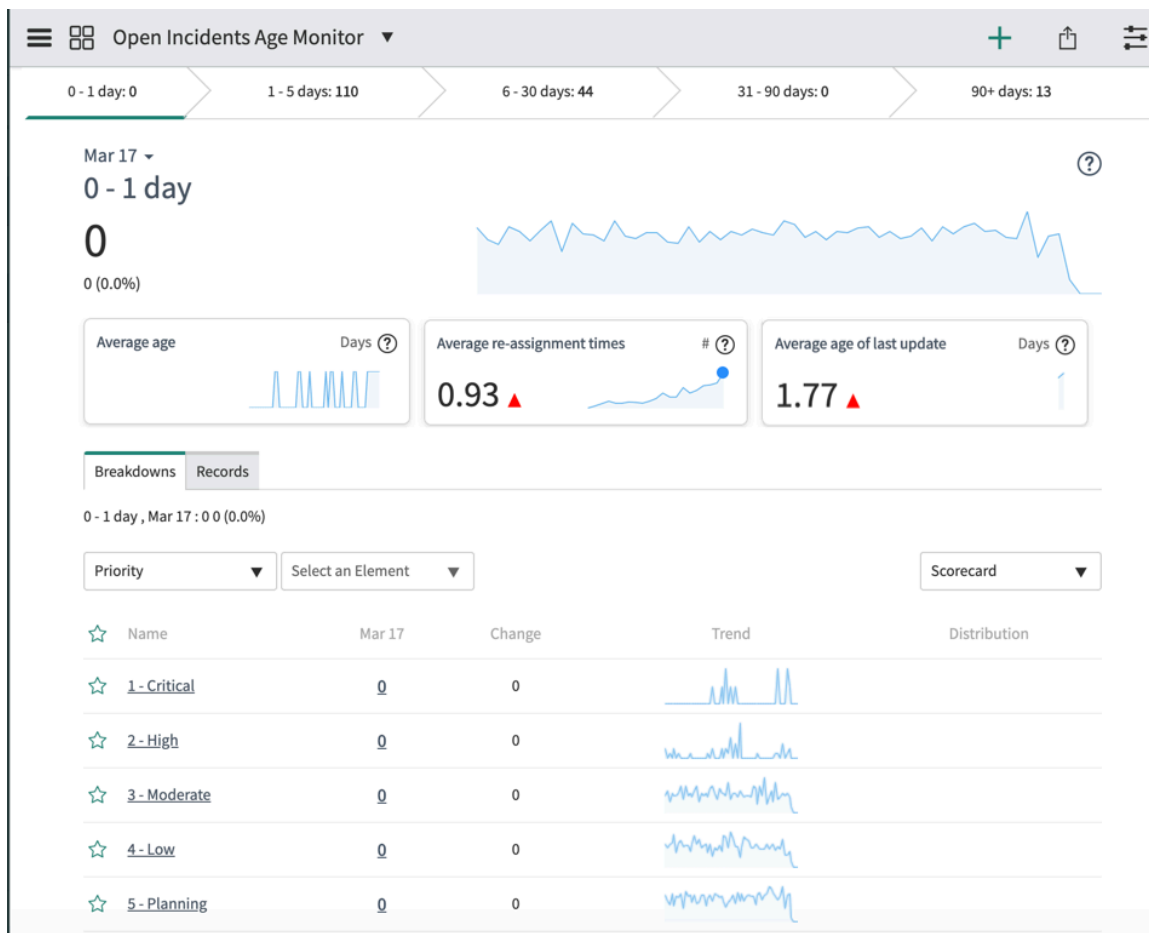 Open Incidents Age Monitor
0 - 1 day: 0 1 - 5 days: 110 6 - 30 days: 44 31 - 90 days: 0 90+ days: 13
Mar 17
0 - 1 day
0
0 (0.0%)
Average age Days ?
Average re-assignment times # ?
0.93
Average age of last update Days ?
1.77
Breakdowns Records
0 - 1 day , Mar 17 : 0 0 (0.0%)
Priority Select an Element Scorecard
Name Mar 17 Change Trend Distribution
1 - Critical 0 0
2 - High 0 0
3 - Moderate 0 0
4 - Low 0 0
5 - Planning 0 0